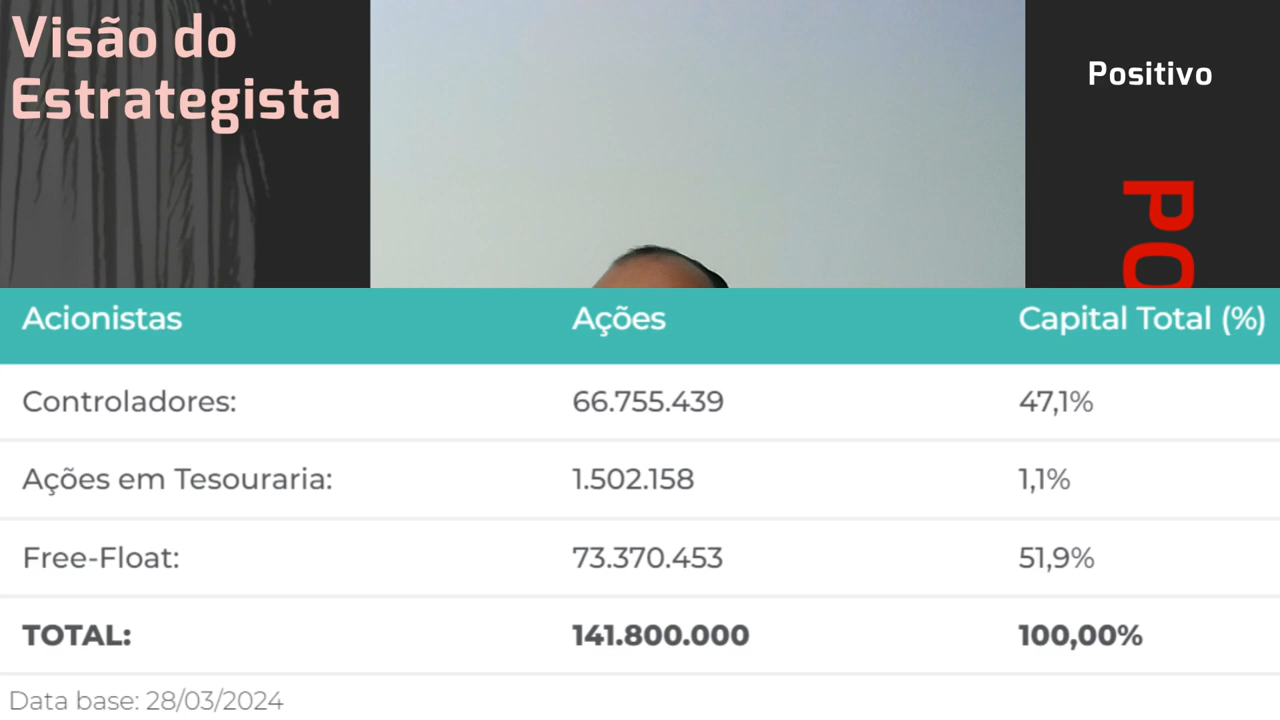 Visão do
Estrategista
Positivo
PO
Acionistas Ações Capital Total (%)
Controladores: 66.755.439 47,1%
Ações em Tesouraria: 1.502.158 1,1%
Free-Float: 73.370.453 51,9%
TOTAL: 141.800.000 100,00%
Data base: 28/03/2024